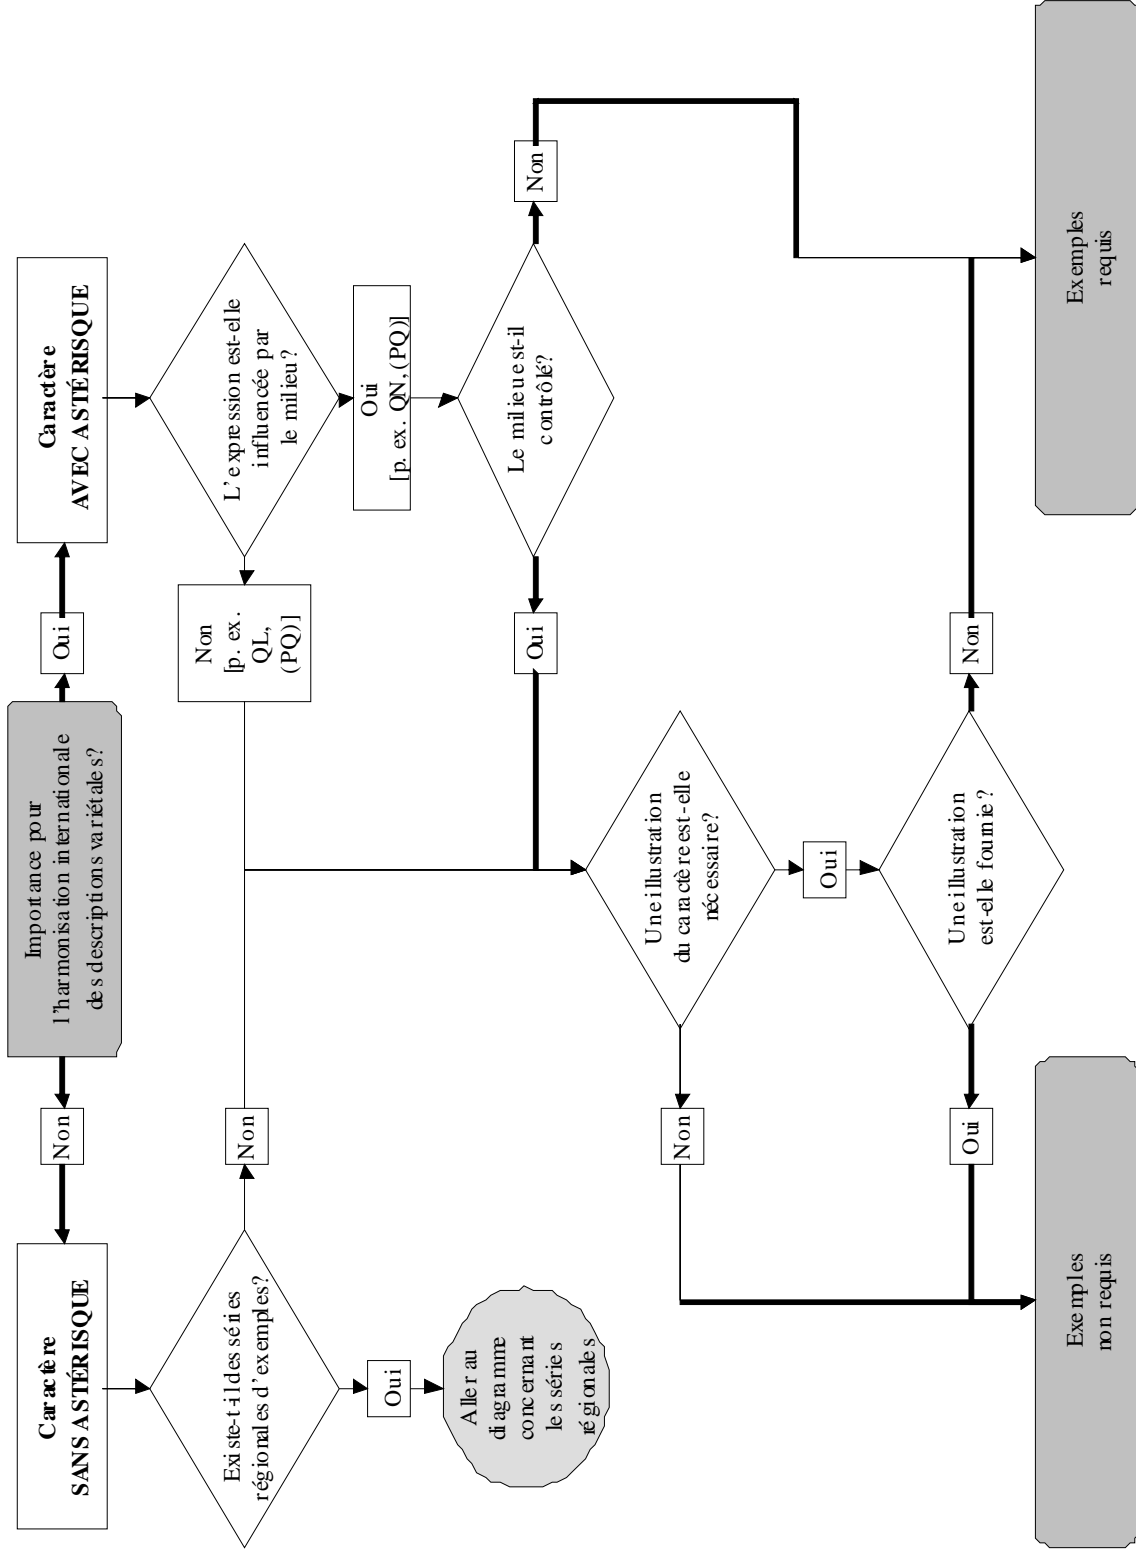 Importance pour
l'harmonisation internationale
des descriptions variétales?
Non
Oui
Caractère
SANS ASTÉRISQUE
Caractère
AVEC ASTÉRISQUE
Existe-t-il des séries
régionales d'exemples?
Non
Oui
Aller au
diagramme
concernant
les séries
régionales
L'expression est-elle
influencée par
le milieu?
Non
[p. ex.
QL,
(PQ)]
Oui
[p. ex. QN, (PQ)]
Le milieu est-il
contrôlé?
Oui
Non
Une illustration
du caractère est-elle
nécessaire?
Non
Oui
Une illustration
est-elle fournie?
Oui
Non
Exemples
non requis
Exemples
requis